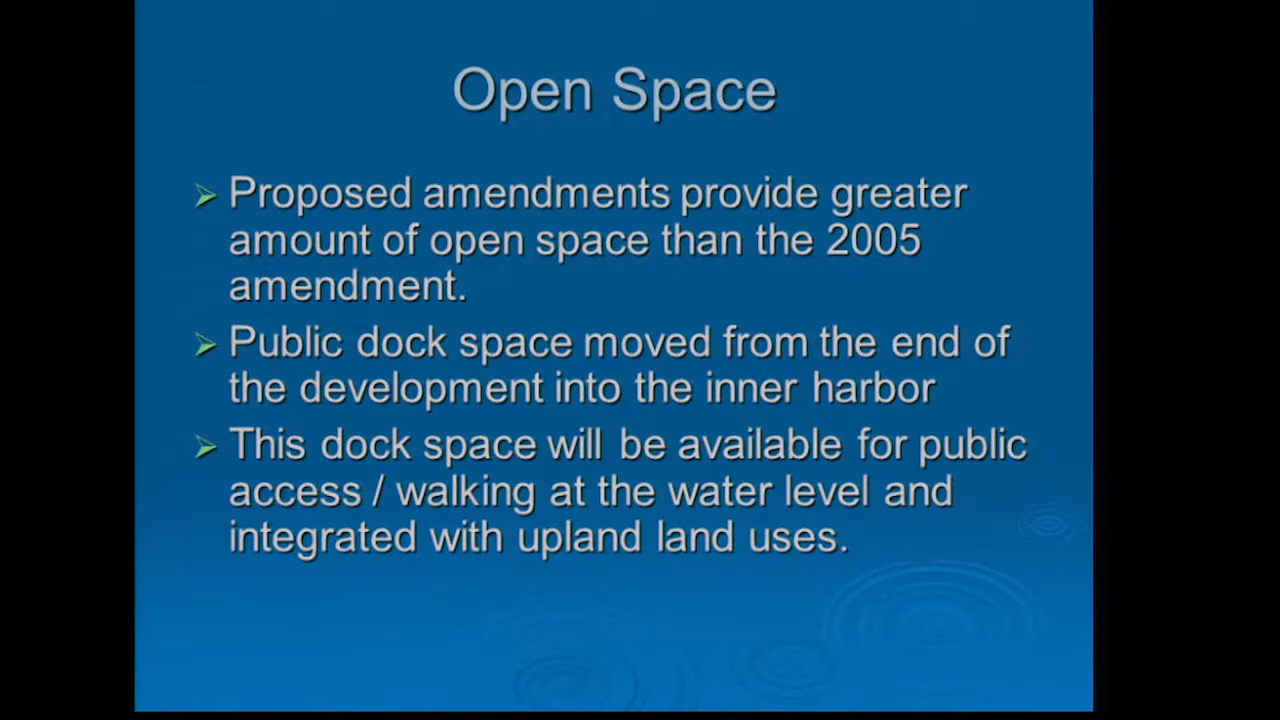 Open Space
Proposed amendments provide greater
amount of open space than the 2005
amendment.
Public dock space moved from the end of
the development into the inner harbor
This dock space will be available for public
access / walking at the water level and
integrated with upland land uses.